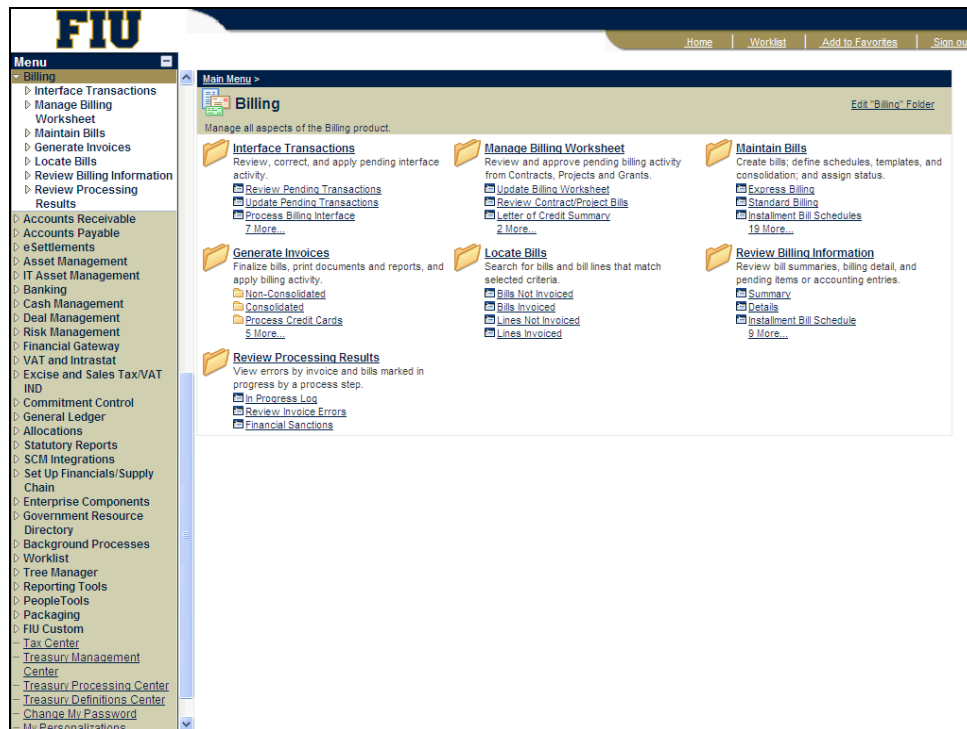 FIU
Home | Worklist | Add to Favorites | Sign ou
Menu
Billing
Interface Transactions
Manage Billing
Worksheet
Maintain Bills
Generate Invoices
Locate Bills
Review Billing Information
Review Processing
Results
Accounts Receivable
Accounts Payable
eSettlements
Asset Management
IT Asset Management
Banking
Cash Management
Deal Management
Risk Management
Financial Gateway
VAT and Intrastat
Excise and Sales Tax/VAT
IND
Commitment Control
General Ledger
Allocations
Statutory Reports
SCM Integrations
Set Up Financials/Supply
Chain
Enterprise Components
Government Resource
Directory
Background Processes
Worklist
Tree Manager
Reporting Tools
PeopleTools
Packaging
FIU Custom
Tax Center
Treasury Management
Center
Treasury Processing Center
Treasury Definitions Center
Change My Password
My Personalizations
Main Menu >
Billing
Edit "Billing" Folder
Manage all aspects of the Billing product.
Interface Transactions
Review, correct, and apply pending interface
activity.
Review Pending Transactions
Update Pending Transactions
Process Billing Interface
7 More...
Manage Billing Worksheet
Review and approve pending billing activity
from Contracts, Projects and Grants.
Update Billing Worksheet
Review Contract/Project Bills
Letter of Credit Summary
2 More...
Maintain Bills
Create bills; define schedules, templates, and
consolidation; and assign status.
Express Billing
Standard Billing
Installment Bill Schedules
19 More...
Generate Invoices
Finalize bills, print documents and reports, and
apply billing activity.
Non-Consolidated
Consolidated
Process Credit Cards
5 More...
Locate Bills
Search for bills and bill lines that match
selected criteria.
Bills Not Invoiced
Bills Invoiced
Lines Not Invoiced
Lines Invoiced
Review Billing Information
Review bill summaries, billing detail, and
pending items or accounting entries.
Summary
Details
Installment Bill Schedule
9 More...
Review Processing Results
View errors by invoice and bills marked in
progress by a process step.
In Progress Log
Review Invoice Errors
Financial Sanctions